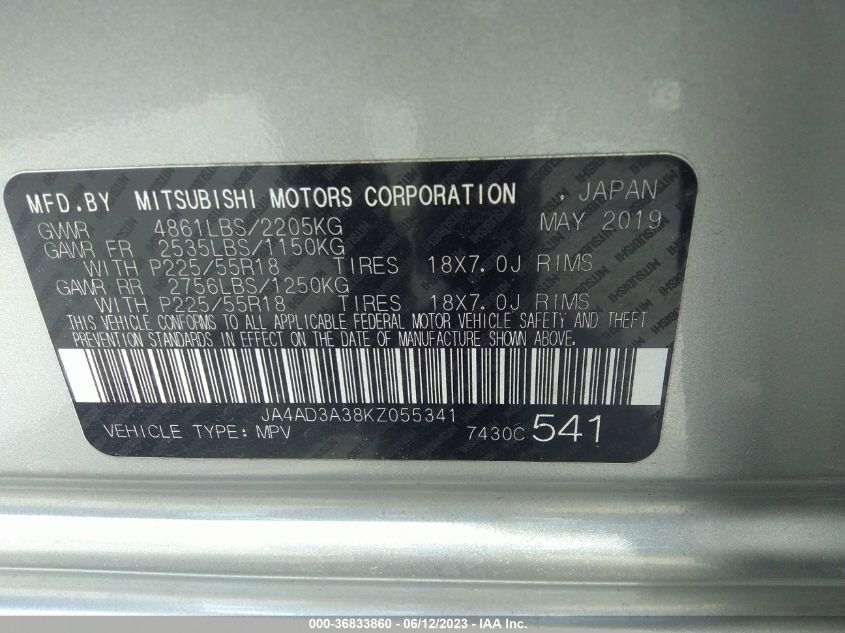 MFD.BY MITSUBISHI MOTORS CORPORATION , JAPAN
GVWR 4861LBS/2205KG MAY 2019
GAWR FR 2535LBS/1150KG
WITH P225/55R18 TIRES 18X7.0J RIMS
GAWR RR 2756LBS/1250KG
WITH P225/55R18 TIRES 18X7.0J RIMS
THIS VEHICLE CONFORMS TO ALL APPLICABLE FEDERAL MOTOR VEHICLE SAFETY AND THEFT
PREVENTION STANDARDS IN EFFECT ON THE DATE OF MANUFACTURE SHOWN ABOVE.
JA4AD3A38KZ055341
VEHICLE TYPE: MPV 7430C 541
000-36833860 - 06/12/2023 - IAA Inc.